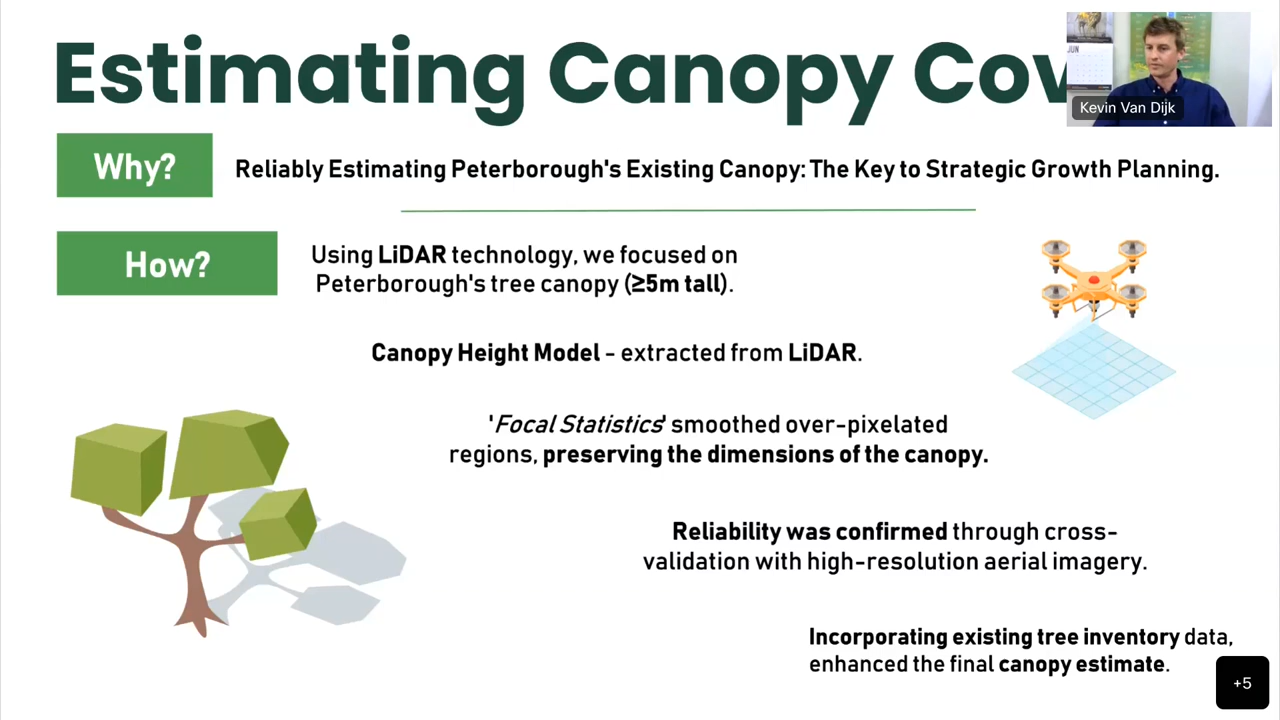 Estimating Canopy Cov
JUN
Kevin Van Dijk
Why?
Reliably Estimating Peterborough's Existing Canopy: The Key to Strategic Growth Planning.
How?
Using LiDAR technology, we focused on
Peterborough's tree canopy (≥5m tall).
Canopy Height Model - extracted from LiDAR.
'Focal Statistics' smoothed over-pixelated
regions, preserving the dimensions of the canopy.
Reliability was confirmed through cross-
validation with high-resolution aerial imagery.
Incorporating existing tree inventory data,
enhanced the final canopy estimate.
+5